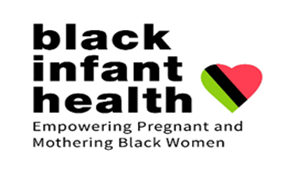 black
infant
health
Empowering Pregnant and
Mothering Black Women